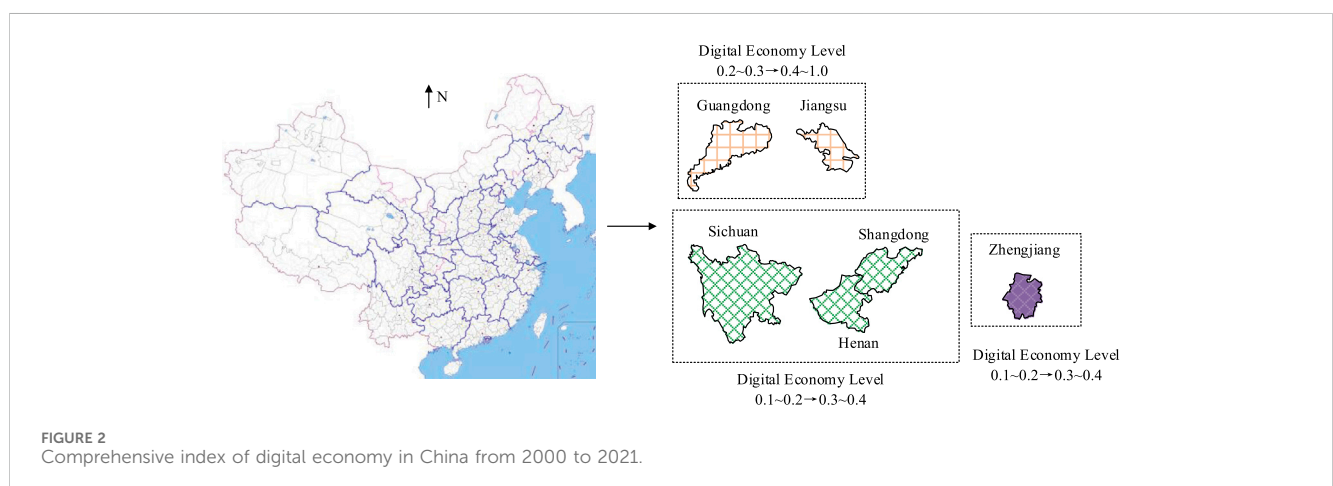 Digital Economy Level
0.2~0.3→0.4~1.0
Guangdong
Jiangsu
N
Sichuan
Shangdong
Henan
Digital Economy Level
0.1~0.2→0.3~0.4
Zhengjiang
Digital Economy Level
0.1~0.2→0.3~0.4
FIGURE 2
Comprehensive index of digital economy in China from 2000 to 2021.